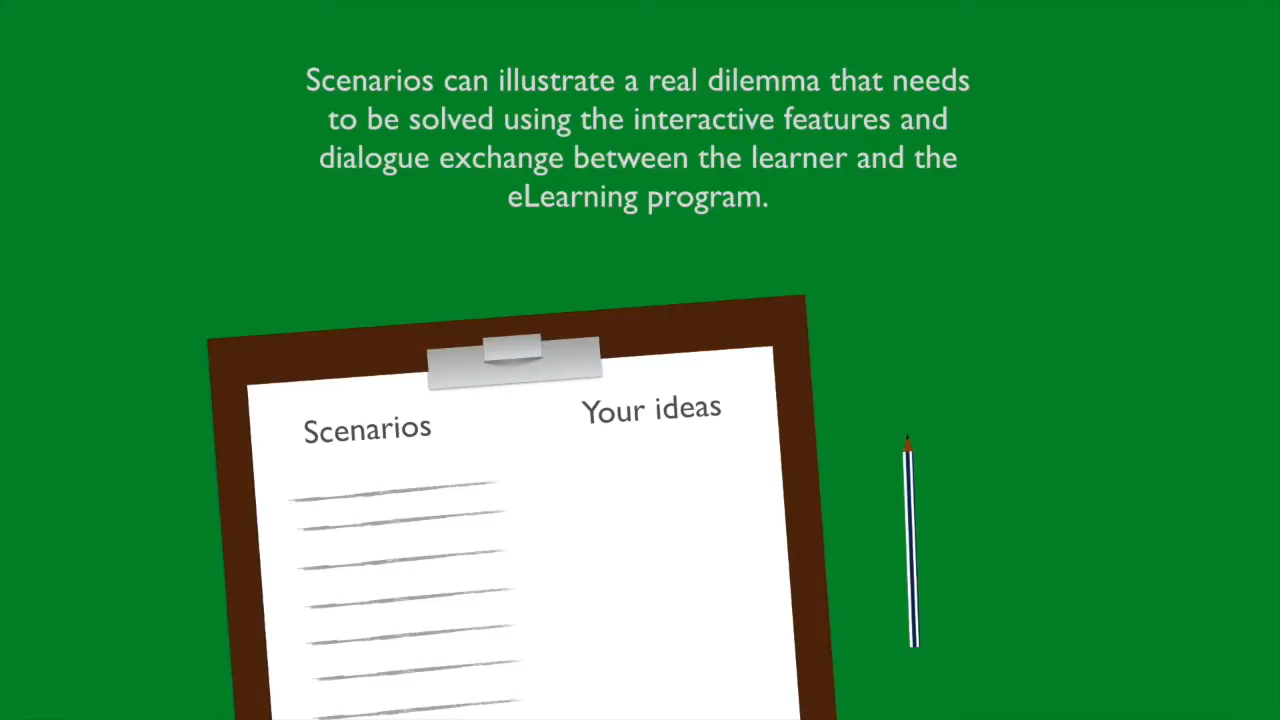 Scenarios can illustrate a real dilemma that needs
to be solved using the interactive features and
dialogue exchange between the learner and the
eLearning program.
Scenarios
Your ideas